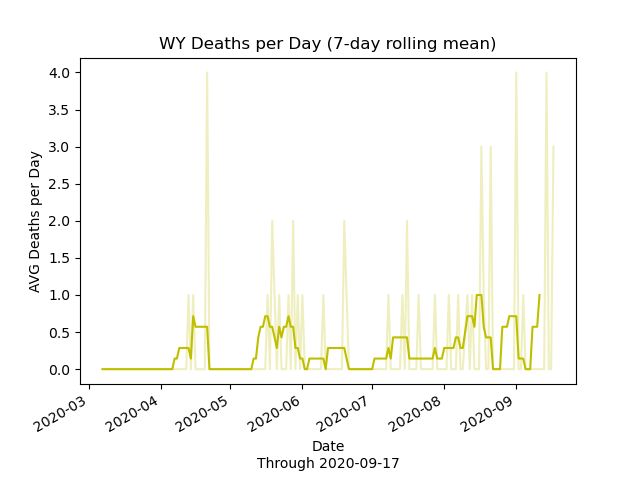 WY Deaths per Day (7-day rolling mean)
AVG Deaths per Day
4.0
3.5
3.0
2.5
2.0
1.5
1.0
0.5
0.0
2020-03 2020-04 2020-05 2020-06 2020-07 2020-08 2020-09
Date
Through 2020-09-17